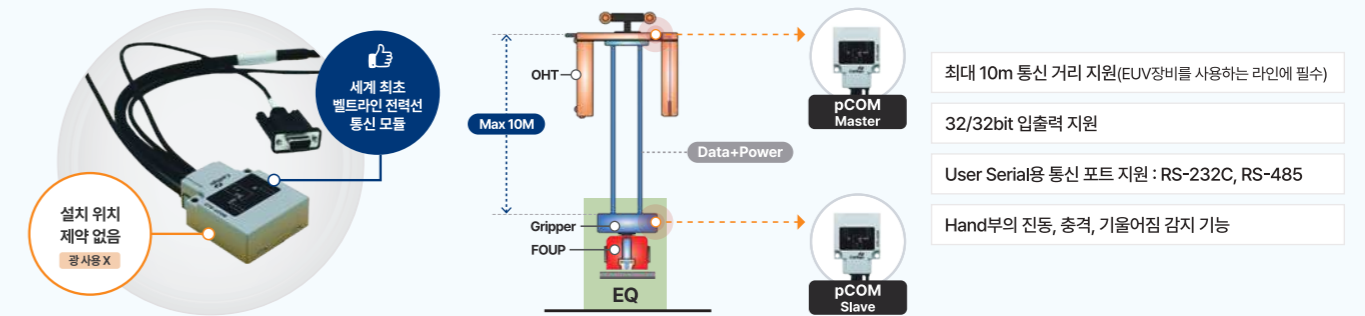 세계 최초
벨트라인 전력선
통신 모듈
설치 위치
제약 없음
광 사용 X
OHT
Max 10M
Data+Power
Gripper
FOUP
EQ
pCOM
Master
pCOM
Slave
최대 10m 통신 거리 지원(EUV장비를 사용하는 라인에 필수)
32/32bit 입출력 지원
User Serial용 통신 포트 지원 : RS-232C, RS-485
Hand부의 진동, 충격, 기울어짐 감지 기능